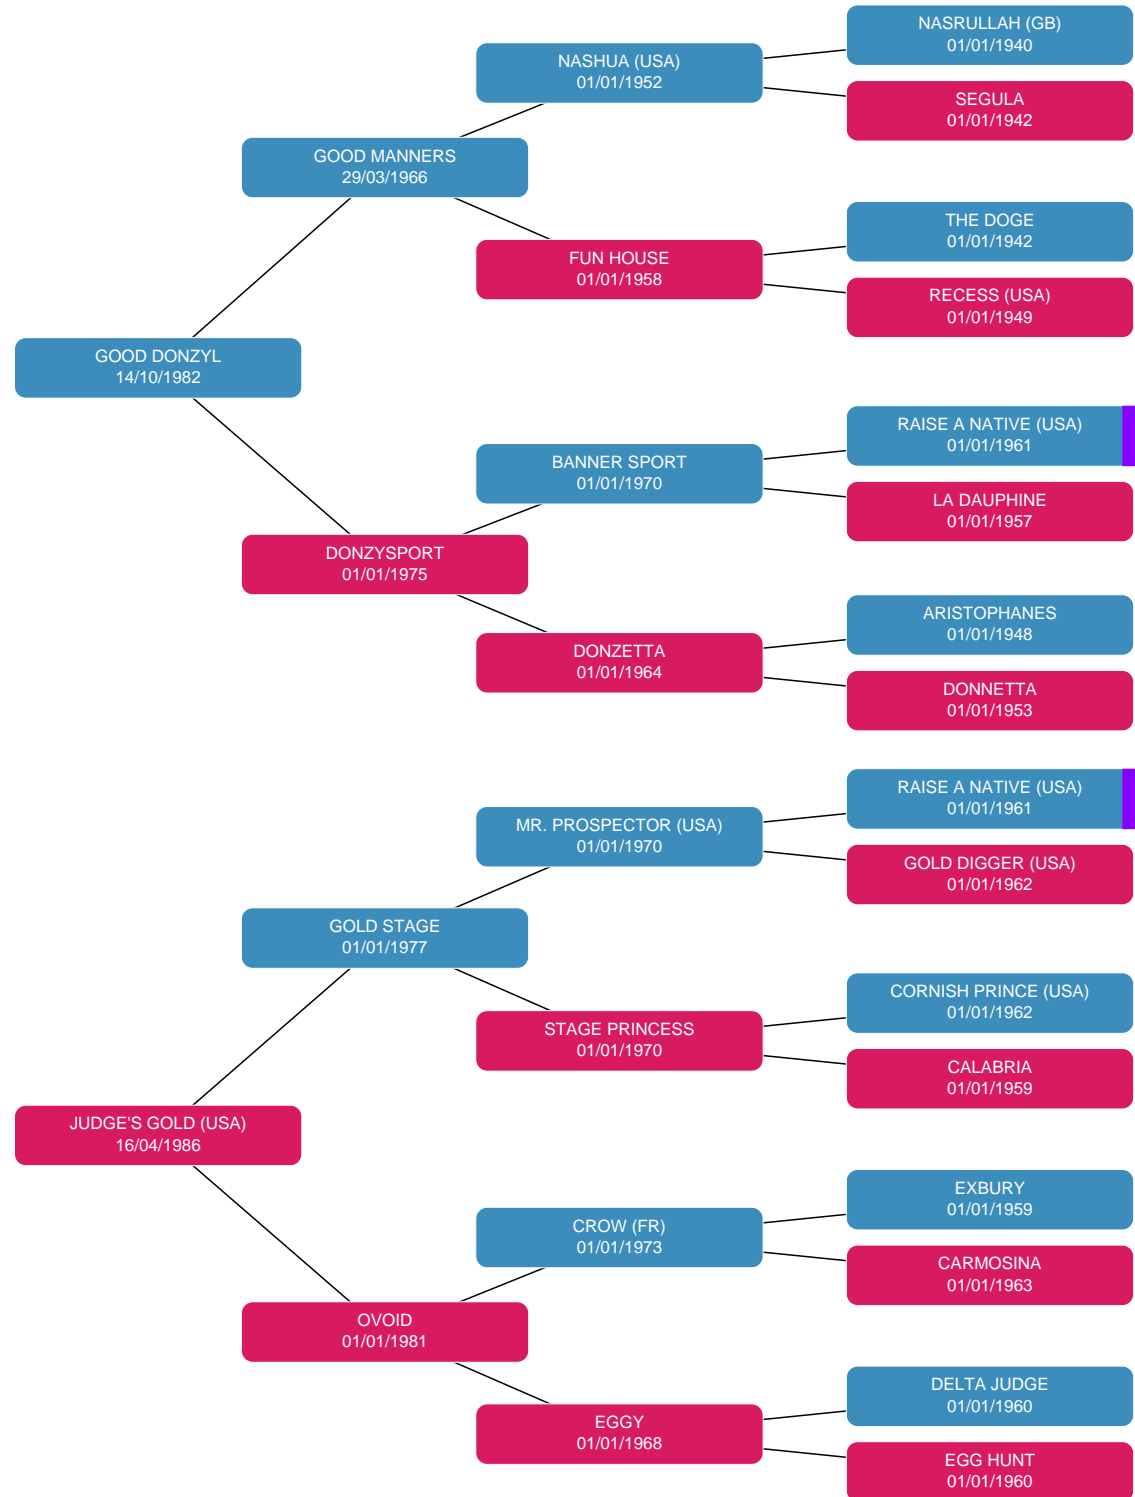 NASRULLAH (GB)
01/01/1940
NASHUA (USA)
01/01/1952
SEGULA
01/01/1942
GOOD MANNERS
29/03/1966
THE DOGE
01/01/1942
FUN HOUSE
01/01/1958
RECESS (USA)
01/01/1949
GOOD DONZYL
14/10/1982
RAISE A NATIVE (USA)
01/01/1961
BANNER SPORT
01/01/1970
LA DAUPHINE
01/01/1957
DONZYSPORT
01/01/1975
ARISTOPHANES
01/01/1948
DONZETTA
01/01/1964
DONNETTA
01/01/1953
RAISE A NATIVE (USA)
01/01/1961
MR. PROSPECTOR (USA)
01/01/1970
GOLD DIGGER (USA)
01/01/1962
GOLD STAGE
01/01/1977
CORNISH PRINCE (USA)
01/01/1962
STAGE PRINCESS
01/01/1970
CALABRIA
01/01/1959
JUDGE'S GOLD (USA)
16/04/1986
EXBURY
01/01/1959
CROW (FR)
01/01/1973
CARMOSINA
01/01/1963
OVOID
01/01/1981
DELTA JUDGE
01/01/1960
EGGY
01/01/1968
EGG HUNT
01/01/1960